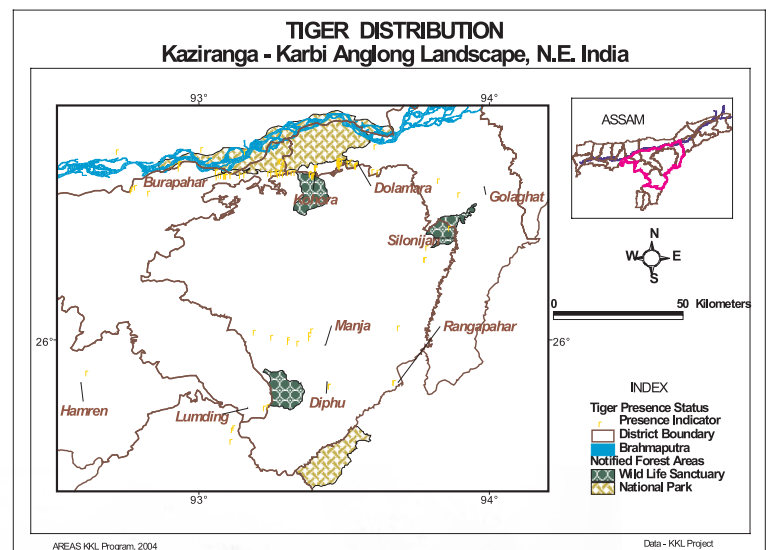 TIGER DISTRIBUTION
Kaziranga - Karbi Anglong Landscape, N.E. India
93°
94°
ASSAM
Burapahar
Dolamara
Kohora
Golaghat
Silonijan
N
W
E
S
0
50 Kilometers
Manja
Rangapahar
26°
26°
Hamren
Lumding
Diphu
INDEX
Tiger Presence Status
Presence Indicator
District Boundary
Brahmaputra
Notified Forest Areas
Wild Life Sanctuary
National Park
93°
94°
AREAS KKL Program, 2004
Data - KKL Project